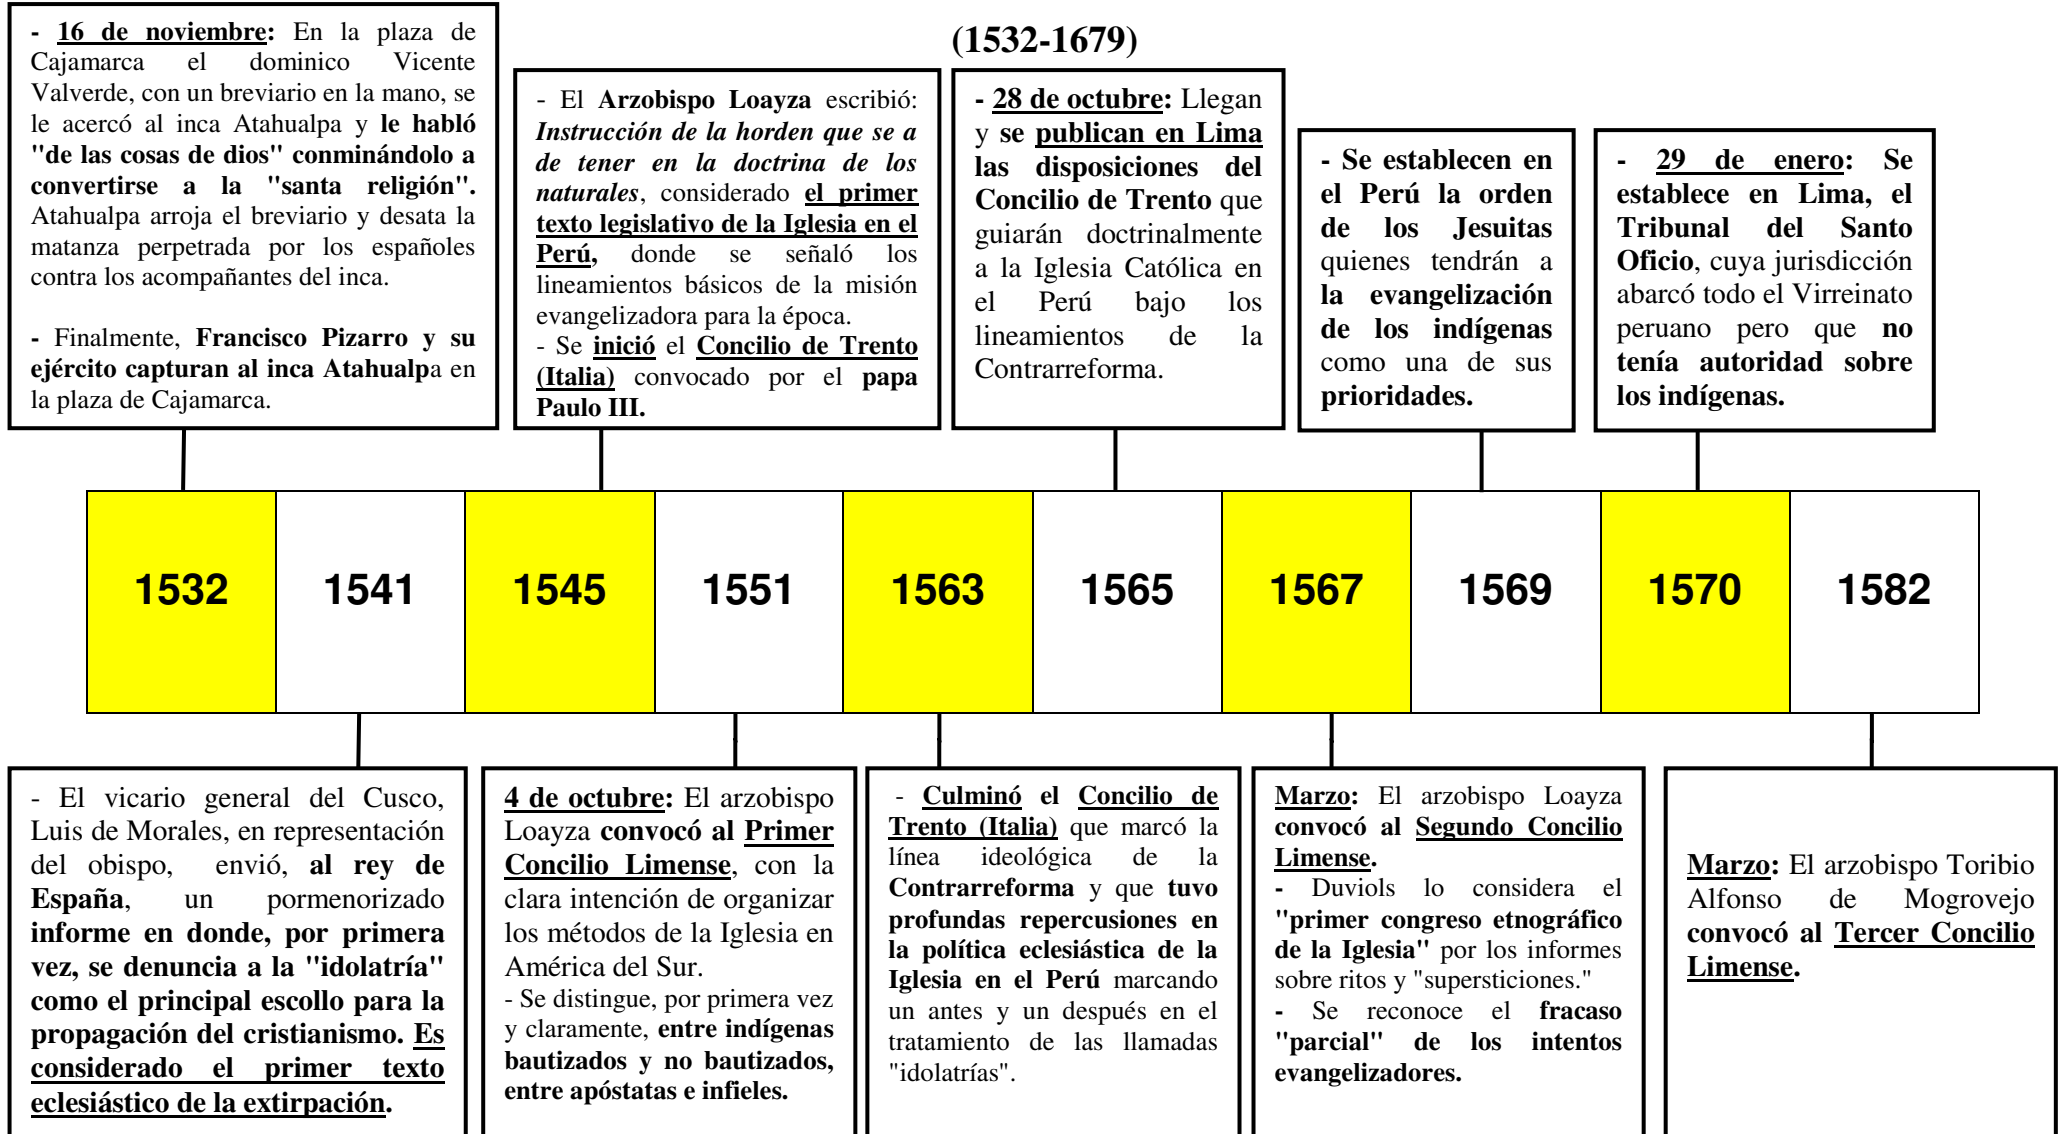 (1532-1679)
- 16 de noviembre: En la plaza de
Cajamarca el dominico Vicente
Valverde, con un breviario en la mano, se
le acercó al inca Atahualpa y le habló
"de las cosas de dios" conminándolo a
convertirse a la "santa religión".
Atahualpa arroja el breviario y desata la
matanza perpetrada por los españoles
contra los acompañantes del inca.
- Finalmente, Francisco Pizarro y su
ejército capturan al inca Atahualpa en
la plaza de Cajamarca.
- El Arzobispo Loayza escribió:
Instrucción de la horden que se a
de tener en la doctrina de los
naturales, considerado el primer
texto legislativo de la Iglesia en el
Perú, donde se señaló los
lineamientos básicos de la misión
evangelizadora para la época.
- Se inició el Concilio de Trento
(Italia) convocado por el papa
Paulo III.
- 28 de octubre: Llegan
y se publican en Lima
las disposiciones del
Concilio de Trento que
guiarán doctrinalmente
a la Iglesia Católica en
el Perú bajo los
lineamientos de la
Contrarreforma.
- Se establecen en
el Perú la orden
de los Jesuitas
quienes tendrán a
la evangelización
de los indígenas
como una de sus
prioridades.
- 29 de enero: Se
establece en Lima, el
Tribunal del Santo
Oficio, cuya jurisdicción
abarcó todo el Virreinato
peruano pero que no
tenía autoridad sobre
los indígenas.
1532 1541 1545 1551 1563 1565 1567 1569 1570 1582
- El vicario general del Cusco,
Luis de Morales, en representación
del obispo, envió, al rey de
España, un pormenorizado
informe en donde, por primera
vez, se denuncia a la "idolatría"
como el principal escollo para la
propagación del cristianismo. Es
considerado el primer texto
eclesiástico de la extirpación.
4 de octubre: El arzobispo
Loayza convocó al Primer
Concilio Limense, con la
clara intención de organizar
los métodos de la Iglesia en
América del Sur.
- Se distingue, por primera vez
y claramente, entre indígenas
bautizados y no bautizados,
entre apóstatas e infieles.
- Culminó el Concilio de
Trento (Italia) que marcó la
línea ideológica de la
Contrarreforma y que tuvo
profundas repercusiones en
la política eclesiástica de la
Iglesia en el Perú marcando
un antes y un después en el
tratamiento de las llamadas
"idolatrías".
Marzo: El arzobispo Loayza
convocó al Segundo Concilio
Limense.
- Duviols lo considera el
"primer congreso etnográfico
de la Iglesia" por los informes
sobre ritos y "supersticiones."
- Se reconoce el fracaso
"parcial" de los intentos
evangelizadores.
Marzo: El arzobispo Toribio
Alfonso de Mogrovejo
convocó al Tercer Concilio
Limense.